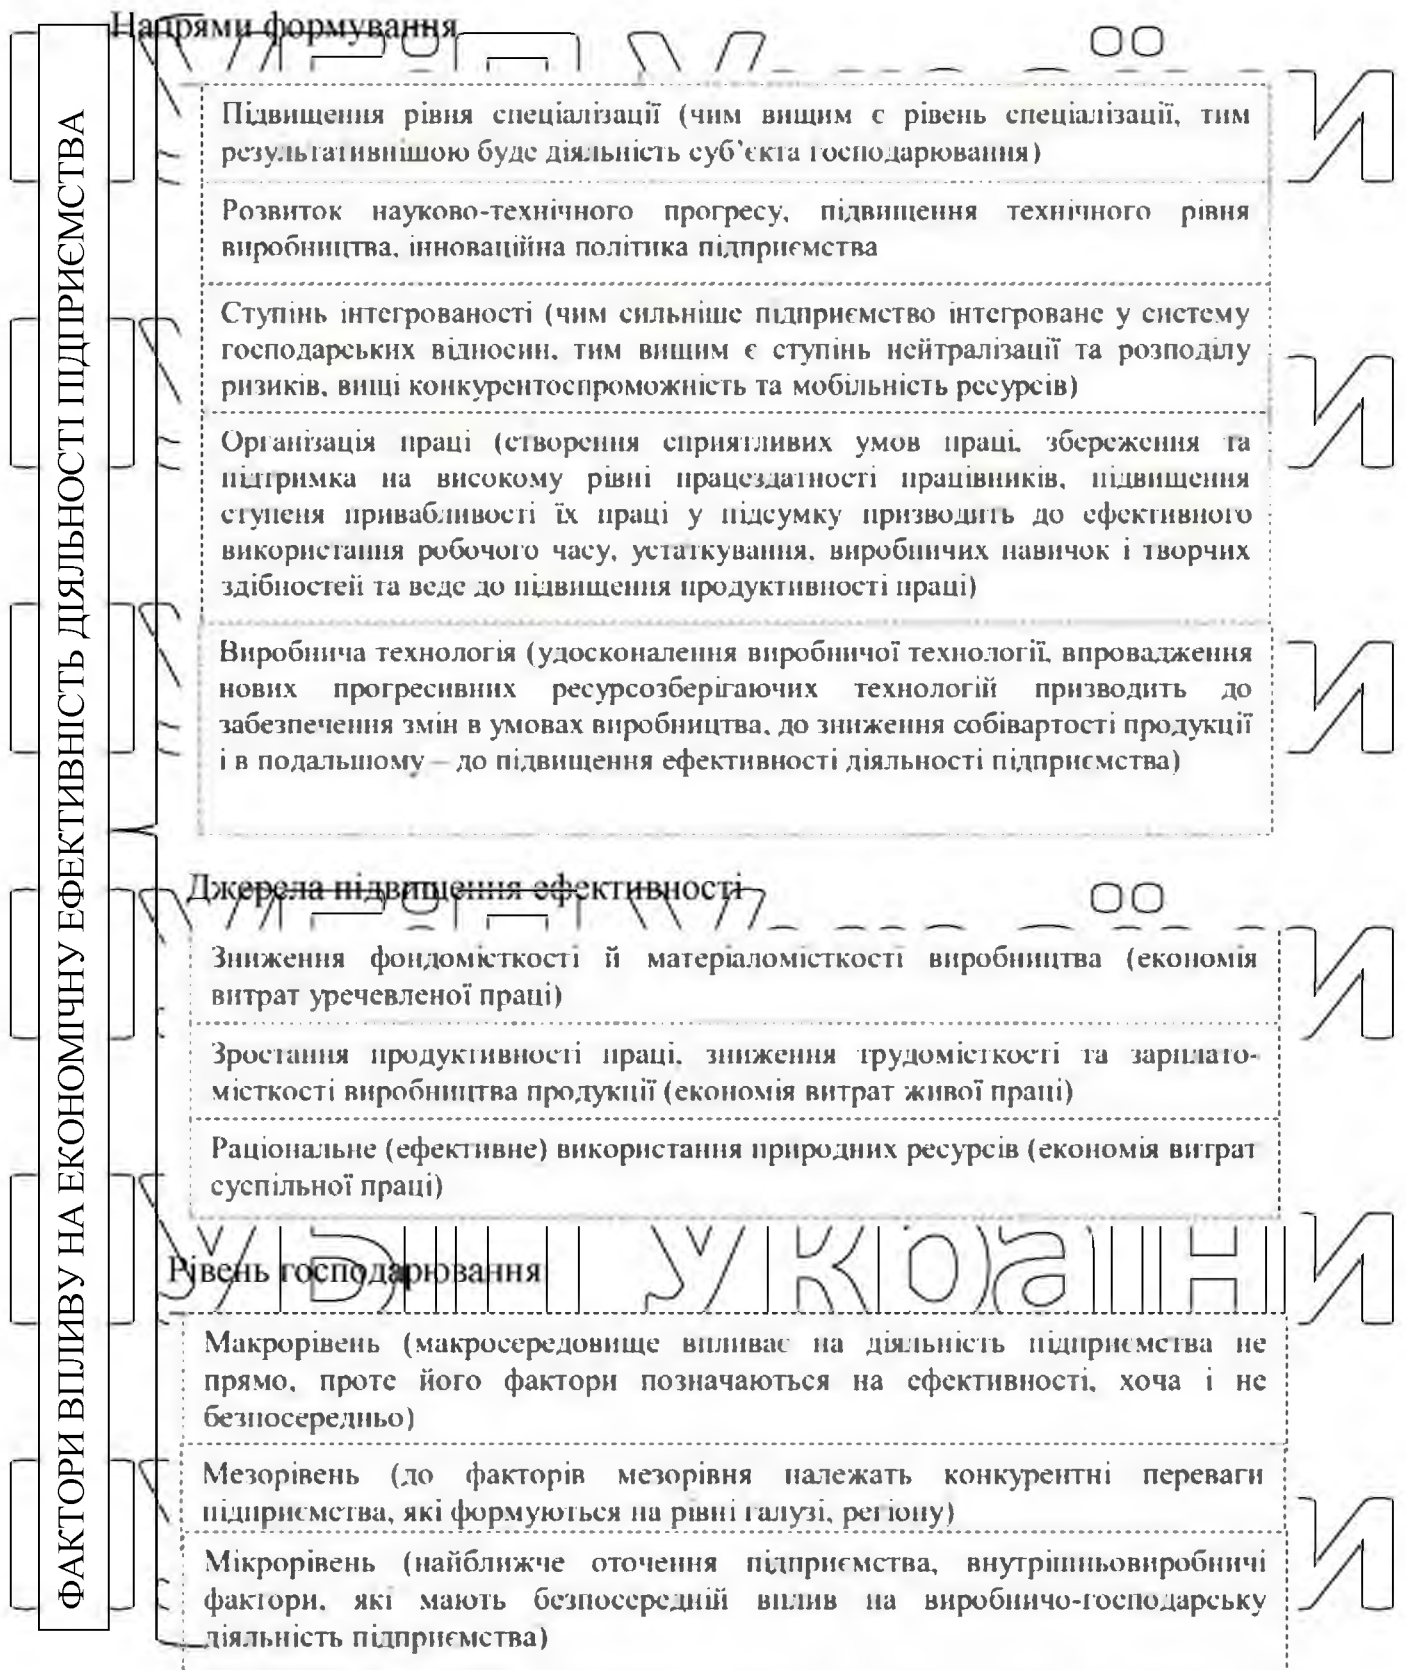 ФАКТОРИ ВПЛИВУ НА ЕКОНОМІЧНУ ЕФЕКТИВНІСТЬ ДІЯЛЬНОСТІ ПІДПРИЄМСТВА
Напрями формування
Підвищення рівня спеціалізації (чим вищим є рівень спеціалізації, тим
результативнішою буде діяльність суб’єкта господарювання)
Розвиток науково-технічного прогресу, підвищення технічного рівня
виробництва, інноваційна політика підприємства
Ступінь інтегрованості (чим сильніше підприємство інтегроване у систему
господарських відносин, тим вищим є ступінь нейтралізації та розподілу
ризиків, вищі конкурентоспроможність та мобільність ресурсів)
Організація праці (створення сприятливих умов праці, збереження та
підтримка на високому рівні працездатності працівників, підвищення
ступеня привабливості їх праці у підсумку призводить до ефективного
використання робочого часу, устаткування, виробничих навичок і творчих
здібностей та веде до підвищення продуктивності праці)
Виробнича технологія (удосконалення виробничої технології, впровадження
нових прогресивних ресурсозберігаючих технологій призводить до
забезпечення змін в умовах виробництва, до зниження собівартості продукції
і в подальшому – до підвищення ефективності діяльності підприємства)
Джерела підвищення ефективності
Зниження фондомісткості й матеріаломісткості виробництва (економія
витрат уречевленої праці)
Зростання продуктивності праці, зниження трудомісткості та зарплато-
місткості виробництва продукції (економія витрат живої праці)
Раціональне (ефективне) використання природних ресурсів (економія витрат
суспільної праці)
Рівень господарювання
Макрорівень (макросередовище впливає на діяльність підприємства не
прямо, проте його фактори позначаються на ефективності, хоча і не
безпосередньо)
Мезорівень (до факторів мезорівня належать конкурентні переваги
підприємства, які формуються на рівні галузі, регіону)
Мікрорівень (найближче оточення підприємства, внутрішньовиробничі
фактори, які мають безпосередній вплив на виробничо-господарську
діяльність підприємства)